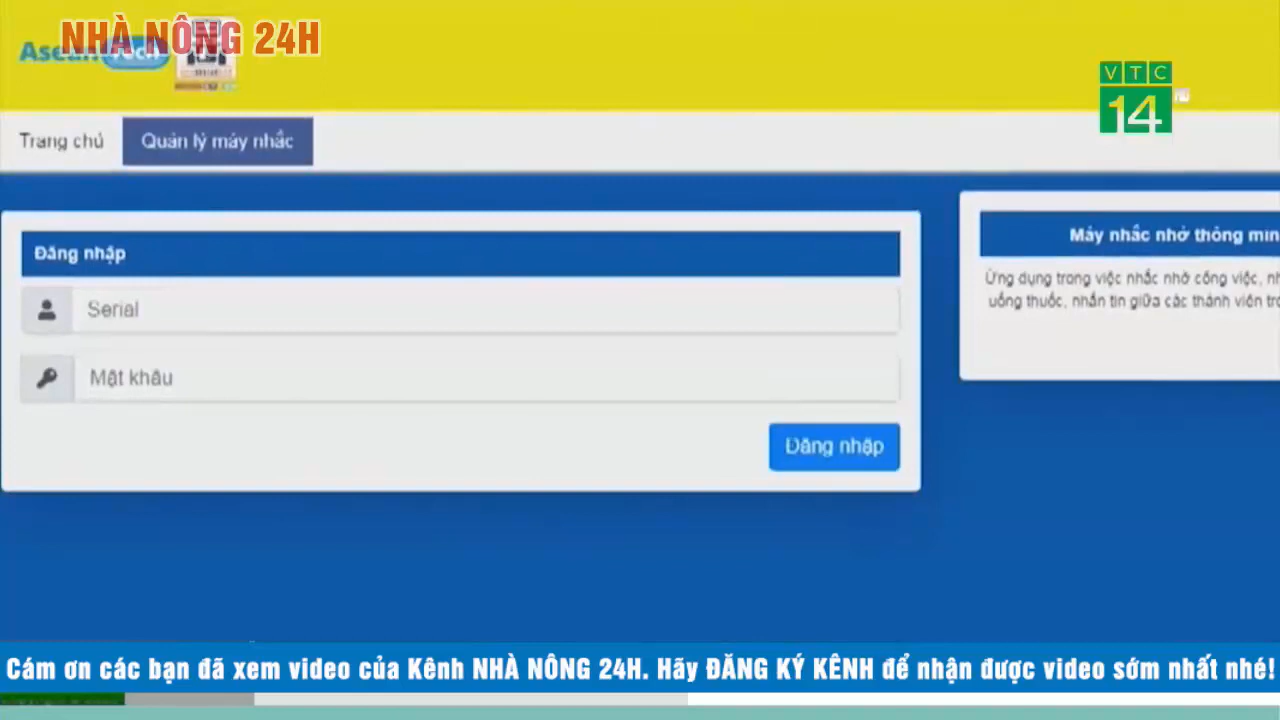 NHÀ NÔNG 24H
VTC
14
Trang chủ
Quản lý máy nhắc
Đăng nhập
Serial
Mật khẩu
Đăng nhập
Máy nhắc nhở thông min
Ứng dụng trong việc nhắc nhở công việc, nh
uống thuốc, nhắn tin giữa các thành viên tro
Cám ơn các bạn đã xem video của Kênh NHÀ NÔNG 24H. Hãy ĐĂNG KÝ KÊNH để nhận được video sớm nhất nhé!